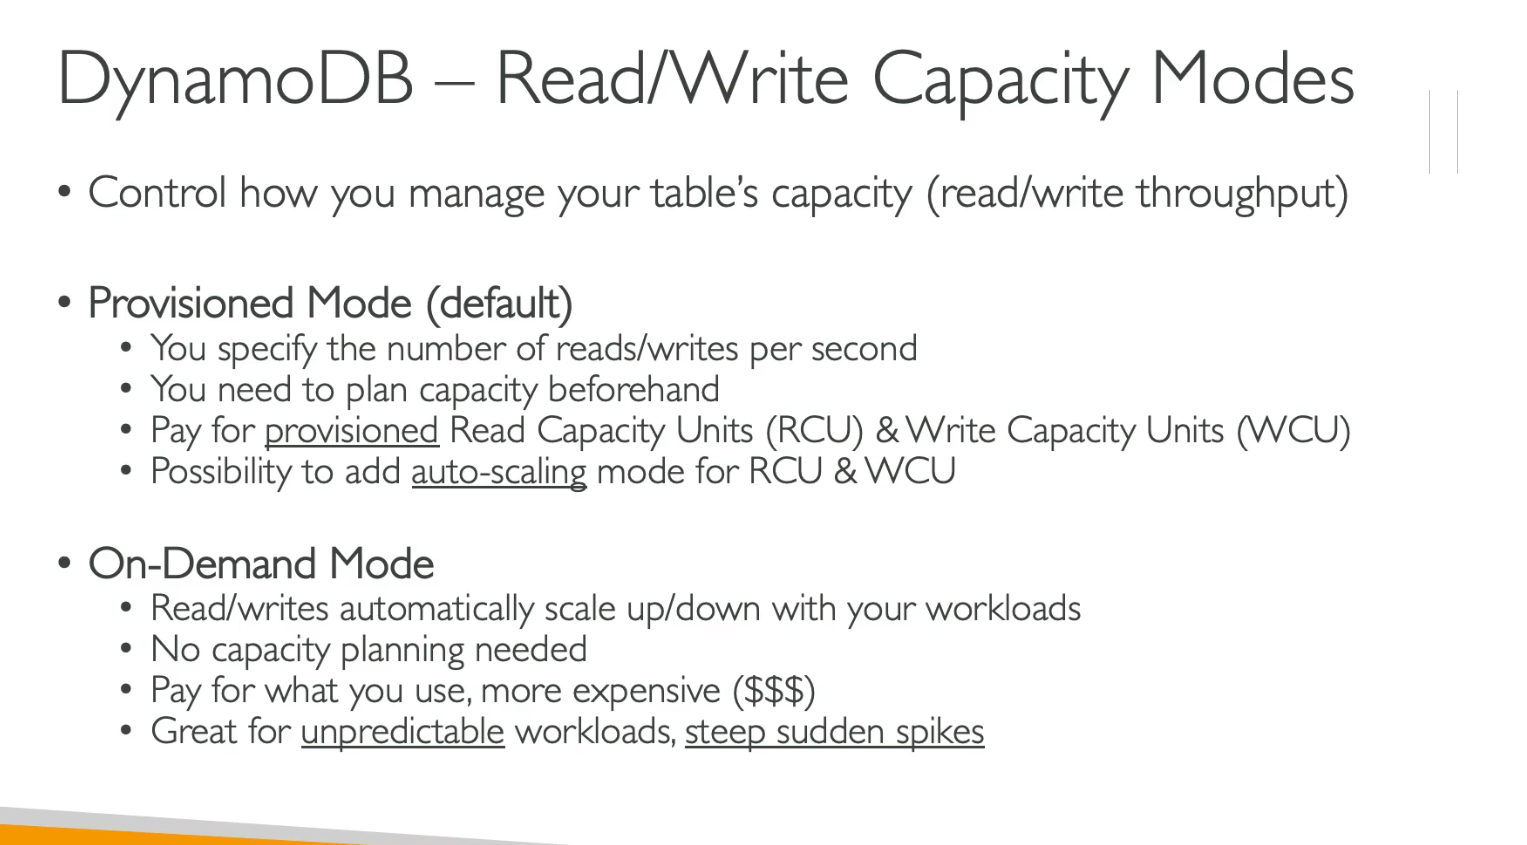 DynamoDB – Read/Write Capacity Modes
• Control how you manage your table’s capacity (read/write throughput)
• Provisioned Mode (default)
• You specify the number of reads/writes per second
• You need to plan capacity beforehand
• Pay for provisioned Read Capacity Units (RCU) & Write Capacity Units (WCU)
• Possibility to add auto-scaling mode for RCU & WCU
• On-Demand Mode
• Read/writes automatically scale up/down with your workloads
• No capacity planning needed
• Pay for what you use, more expensive ($$$)
• Great for unpredictable workloads, steep sudden spikes